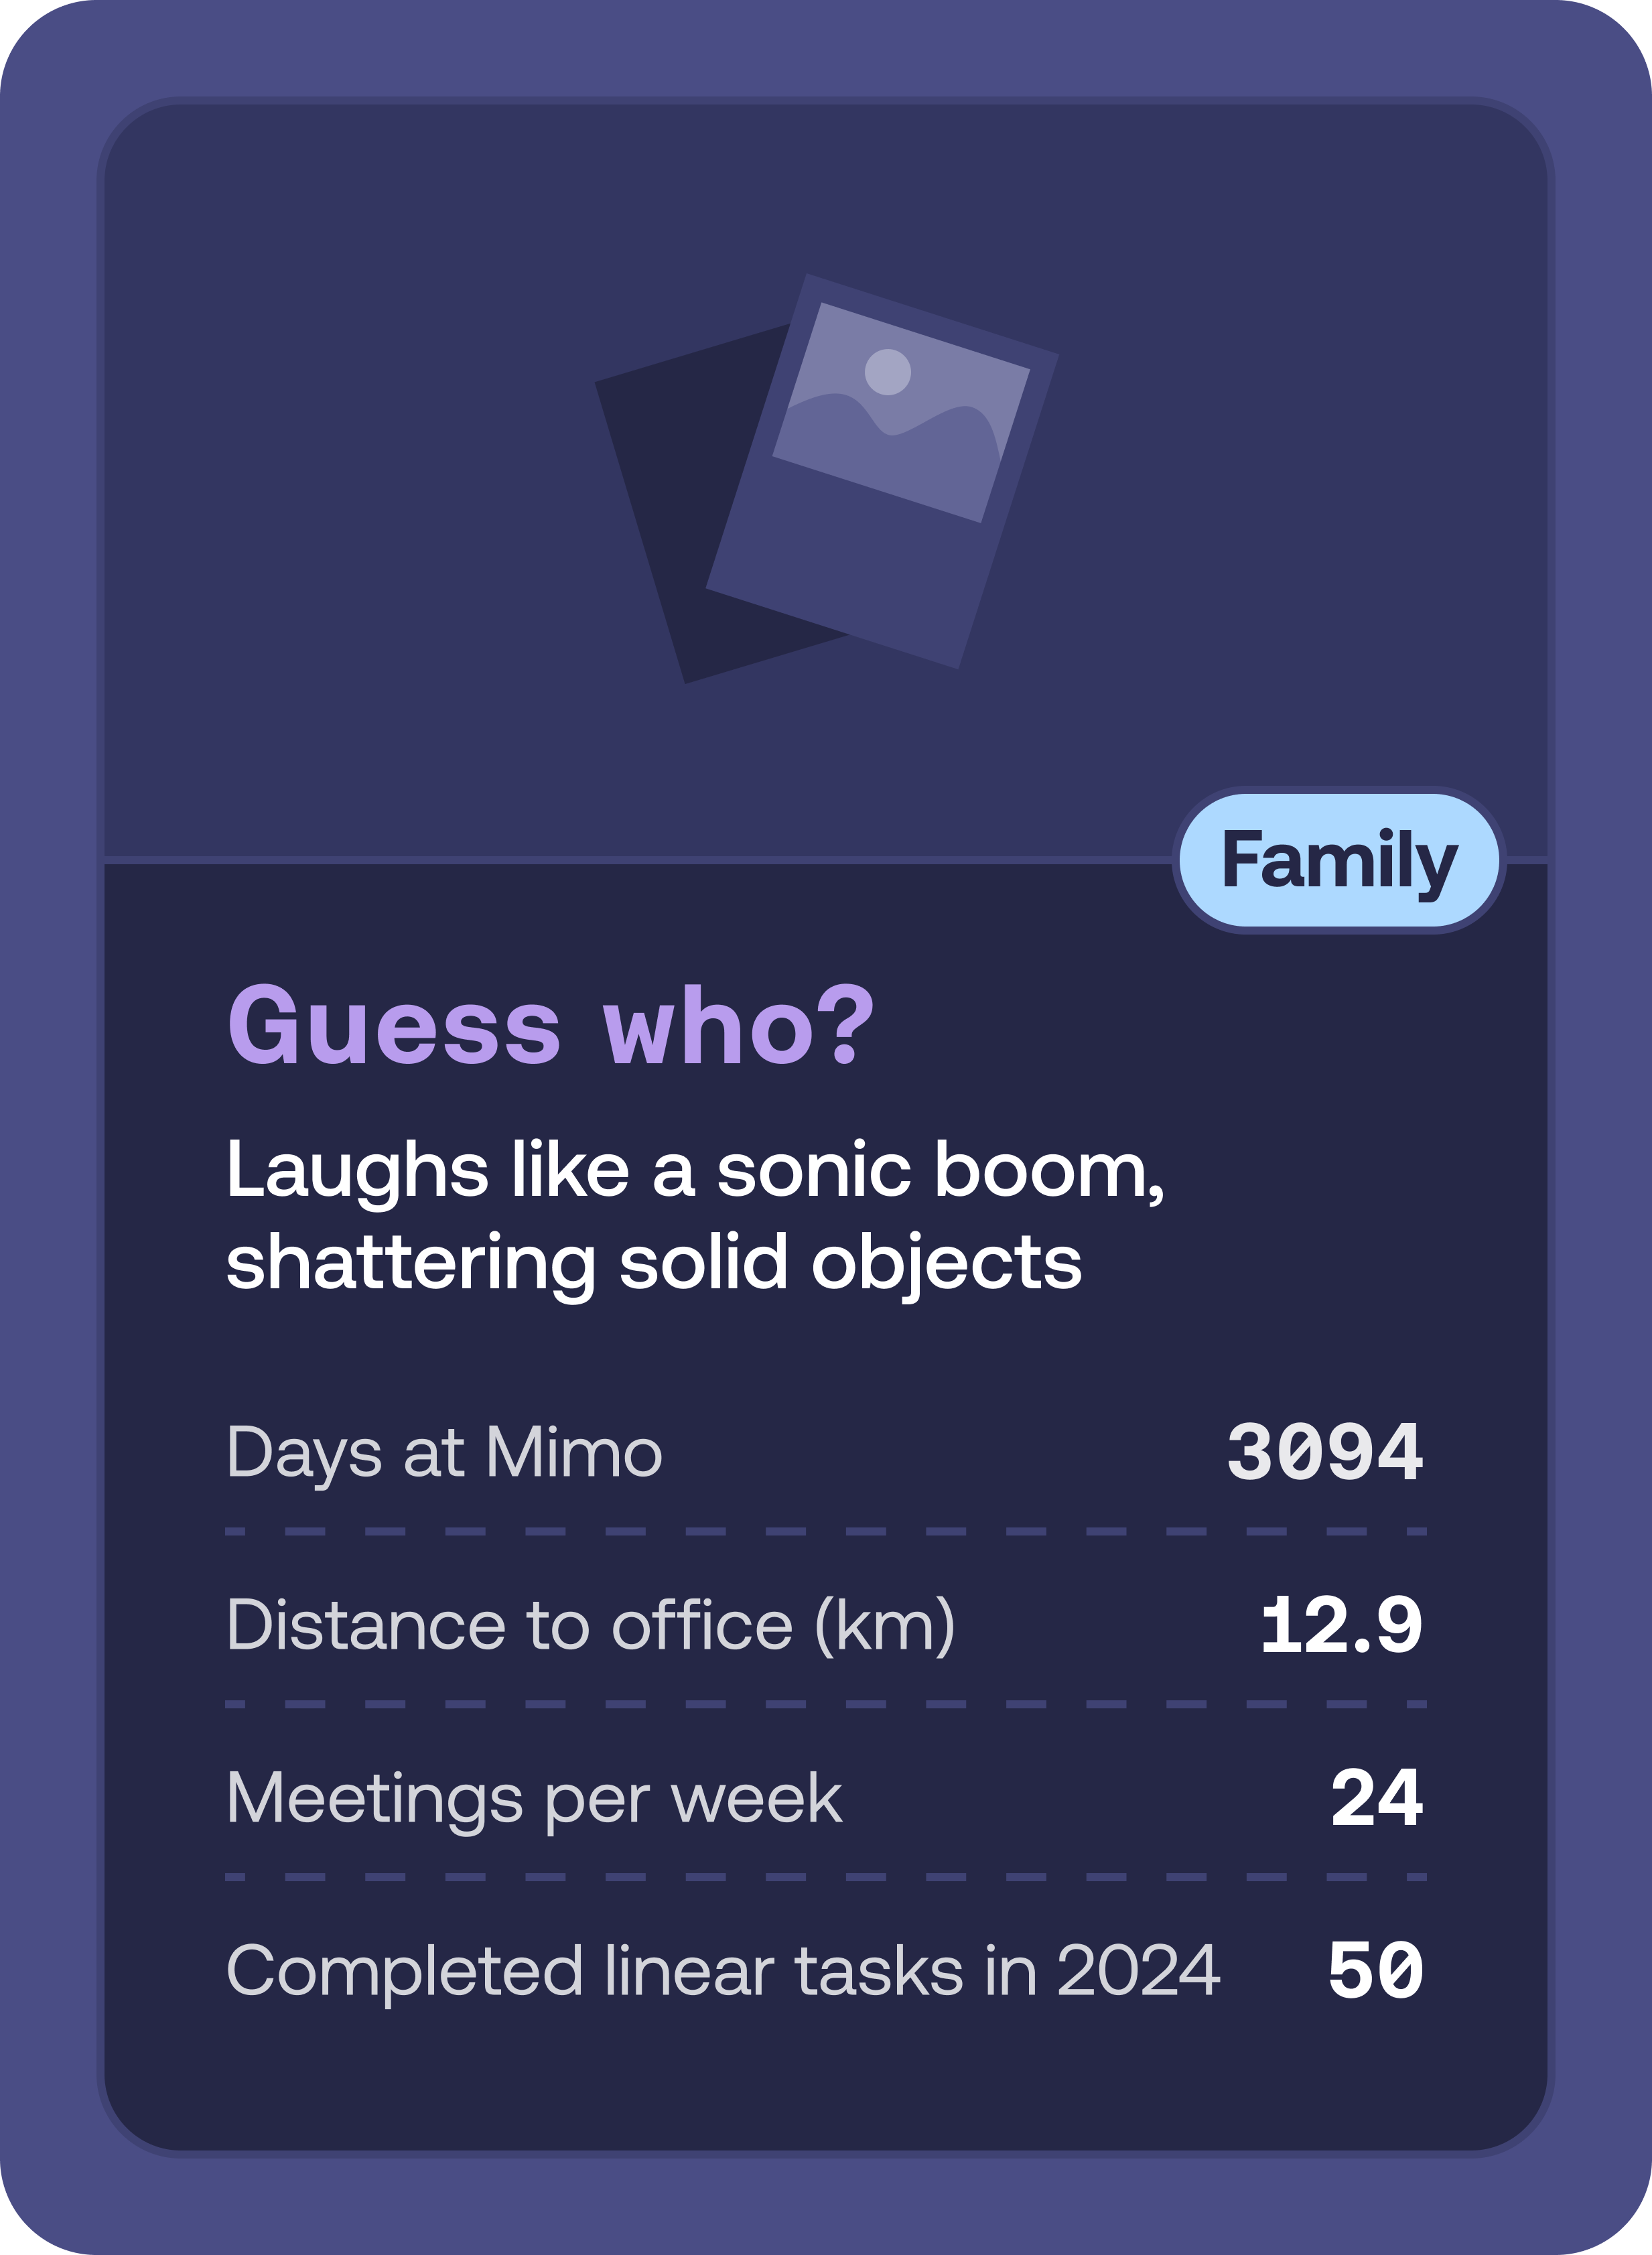 Family
Guess who?
Laughs like a sonic boom,
shattering solid objects
Days at Mimo 3094
Distance to office (km) 12.9
Meetings per week 24
Completed linear tasks in 2024 50